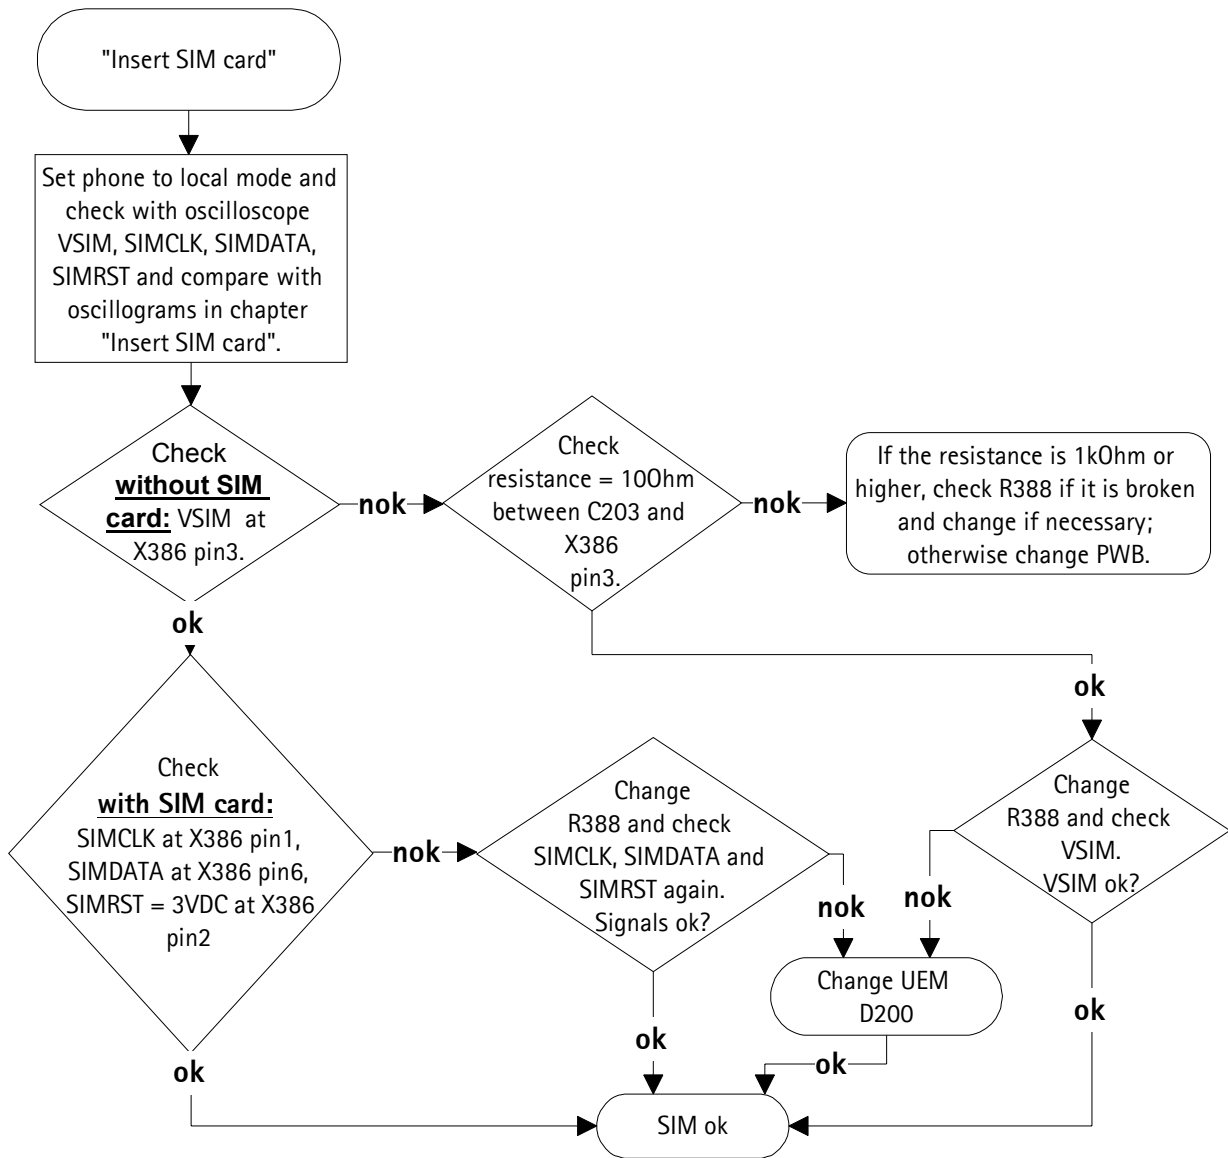 "Insert SIM card"
Set phone to local mode and
check with oscilloscope
VSIM, SIMCLK, SIMDATA,
SIMRST and compare with
oscillograms in chapter
"Insert SIM card".
Check
without SIM
card: VSIM at
X386 pin3.
nok
Check
resistance = 10Ohm
between C203 and
X386
pin3.
nok
If the resistance is 1kOhm or
higher, check R388 if it is broken
and change if necessary;
otherwise change PWB.
ok
ok
Check
with SIM card:
SIMCLK at X386 pin1,
SIMDATA at X386 pin6,
SIMRST = 3VDC at X386
pin2
nok
Change
R388 and check
SIMCLK, SIMDATA and
SIMRST again.
Signals ok?
nok
Change
R388 and check
VSIM.
VSIM ok?
nok
Change UEM
D200
ok
ok
ok
ok
SIM ok